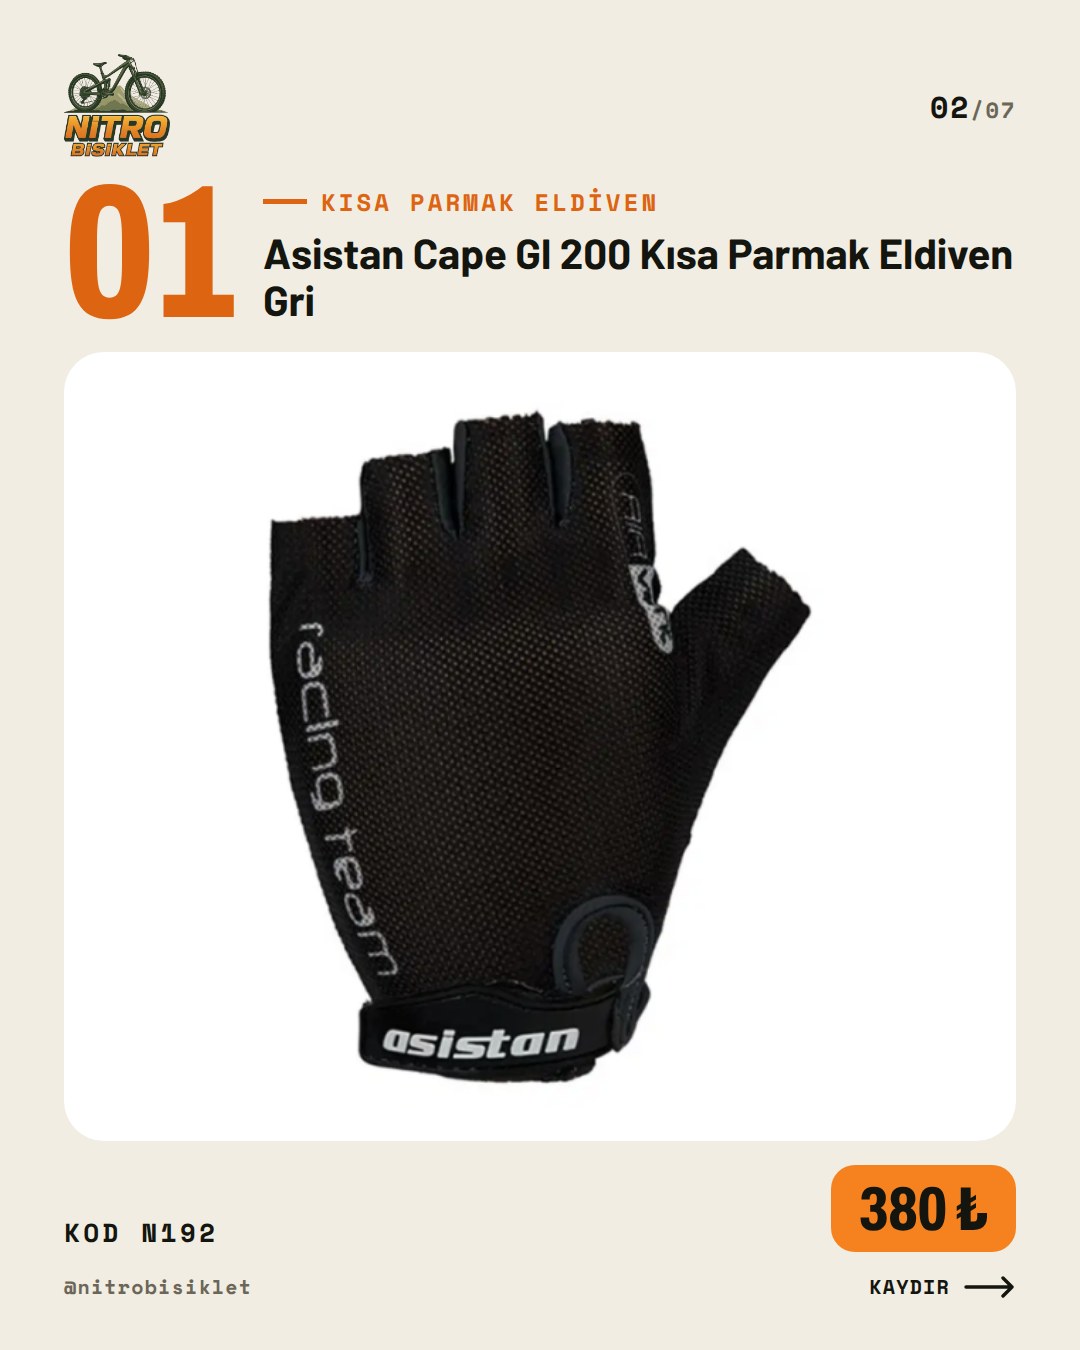 NiTRO
BISIKLET
02/07
01
KISA PARMAK ELDİVEN
Asistan Cape Gl 200 Kısa Parmak Eldiven
Gri
racing team
asistan
KOD N192
380 ₺
@nitrobisiklet
KAYDIR